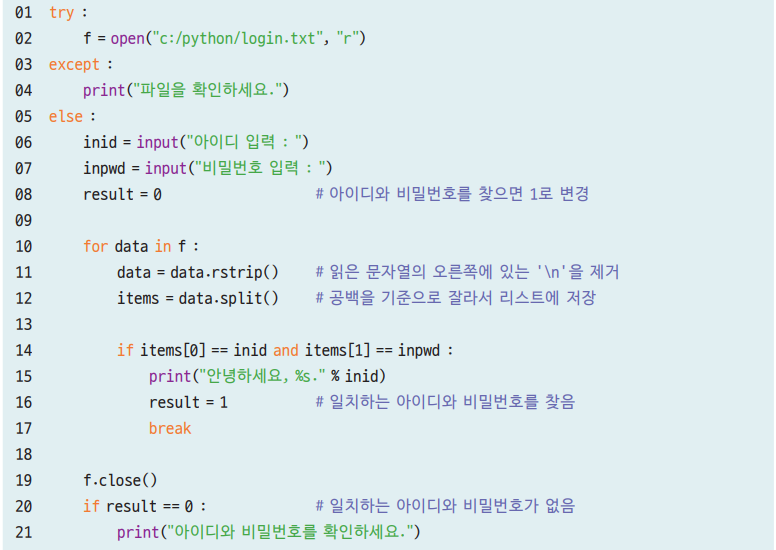 01 try :
02     f = open("c:/python/login.txt", "r")
03 except :
04     print("파일을 확인하세요.")
05 else :
06     inid = input("아이디 입력 : ")
07     inpwd = input("비밀번호 입력 : ")
08     result = 0 # 아이디와 비밀번호를 찾으면 1로 변경
09
10     for data in f :
11         data = data.rstrip() # 읽은 문자열의 오른쪽에 있는 '\n'을 제거
12         items = data.split() # 공백을 기준으로 잘라서 리스트에 저장
13
14         if items[0] == inid and items[1] == inpwd :
15             print("안녕하세요, %s." % inid)
16             result = 1 # 일치하는 아이디와 비밀번호를 찾음
17             break
18
19     f.close()
20     if result == 0 : # 일치하는 아이디와 비밀번호가 없음
21         print("아이디와 비밀번호를 확인하세요.")